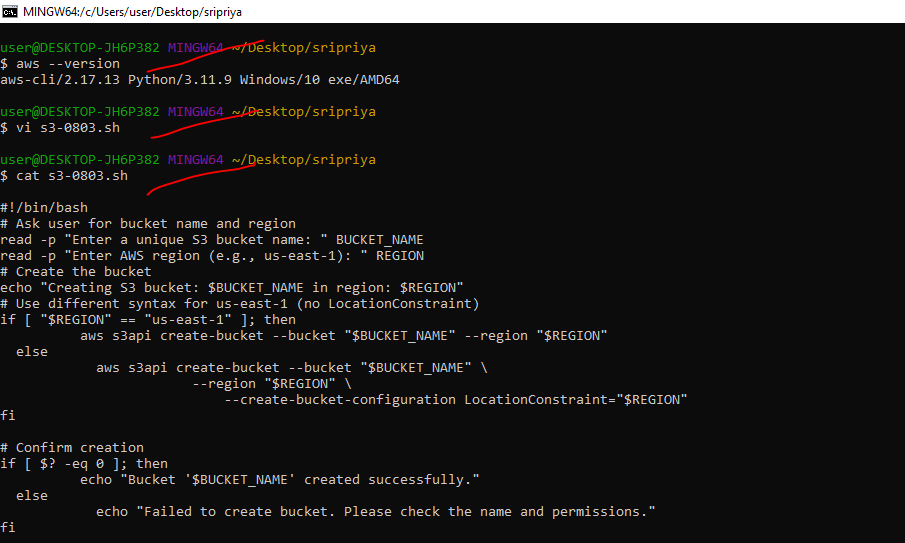 MINGW64:/c/Users/user/Desktop/sripriya
user@DESKTOP-JH6P382 MINGW64 ~/Desktop/sripriya
$ aws --version
aws-cli/2.17.13 Python/3.11.9 Windows/10 exe/AMD64
user@DESKTOP-JH6P382 MINGW64 ~/Desktop/sripriya
$ vi s3-0803.sh
user@DESKTOP-JH6P382 MINGW64 ~/Desktop/sripriya
$ cat s3-0803.sh
#!/bin/bash
# Ask user for bucket name and region
read -p "Enter a unique S3 bucket name: " BUCKET_NAME
read -p "Enter AWS region (e.g., us-east-1): " REGION
# Create the bucket
echo "Creating S3 bucket: $BUCKET_NAME in region: $REGION"
# Use different syntax for us-east-1 (no LocationConstraint)
if [ "$REGION" == "us-east-1" ]; then
aws s3api create-bucket --bucket "$BUCKET_NAME" --region "$REGION"
else
aws s3api create-bucket --bucket "$BUCKET_NAME" \
--region "$REGION" \
--create-bucket-configuration LocationConstraint="$REGION"
fi
# Confirm creation
if [ $? -eq 0 ]; then
echo "Bucket '$BUCKET_NAME' created successfully."
else
echo "Failed to create bucket. Please check the name and permissions."
fi